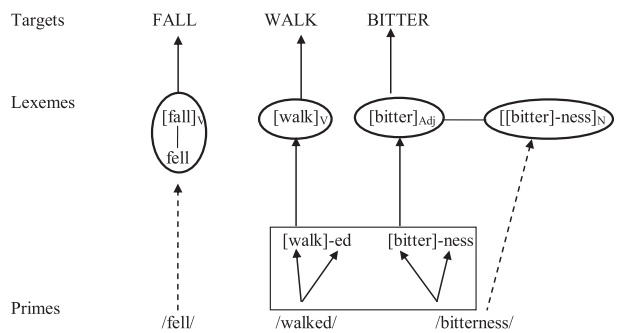 Targets FALL WALK BITTER
Lexemes [fall]V [walk]V [bitter]Adj [[bitter]-ness]N
fell
[walk]-ed [bitter]-ness
Primes /fell/ /walked/ /bitterness/